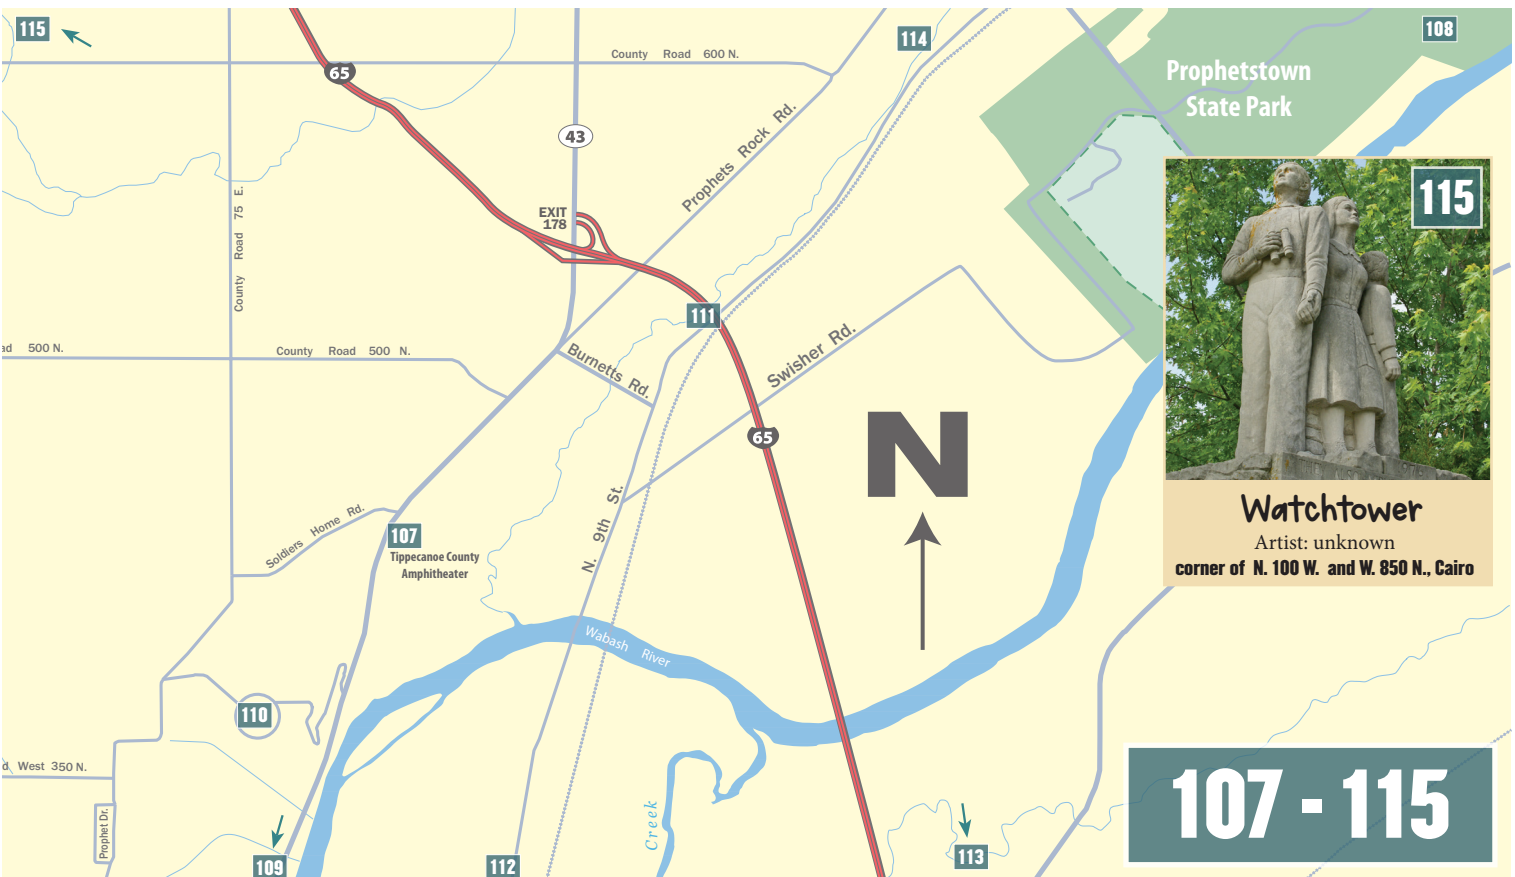 115
114
108
County Road 600 N.
65
Prophetstown
State Park
43
Prophets Rock Rd.
115
County Road 75 E.
EXIT
178
111
ad 500 N.
County Road 500 N.
Burnetts Rd.
Swisher Rd.
65
N
N. 9th St.
Soldiers Home Rd.
107
Tippecanoe County
Amphitheater
Watchtower
Artist: unknown
corner of N. 100 W. and W. 850 N., Cairo
Wabash River
110
d West 350 N.
Prophet Dr.
Creek
107 - 115
109
112
113